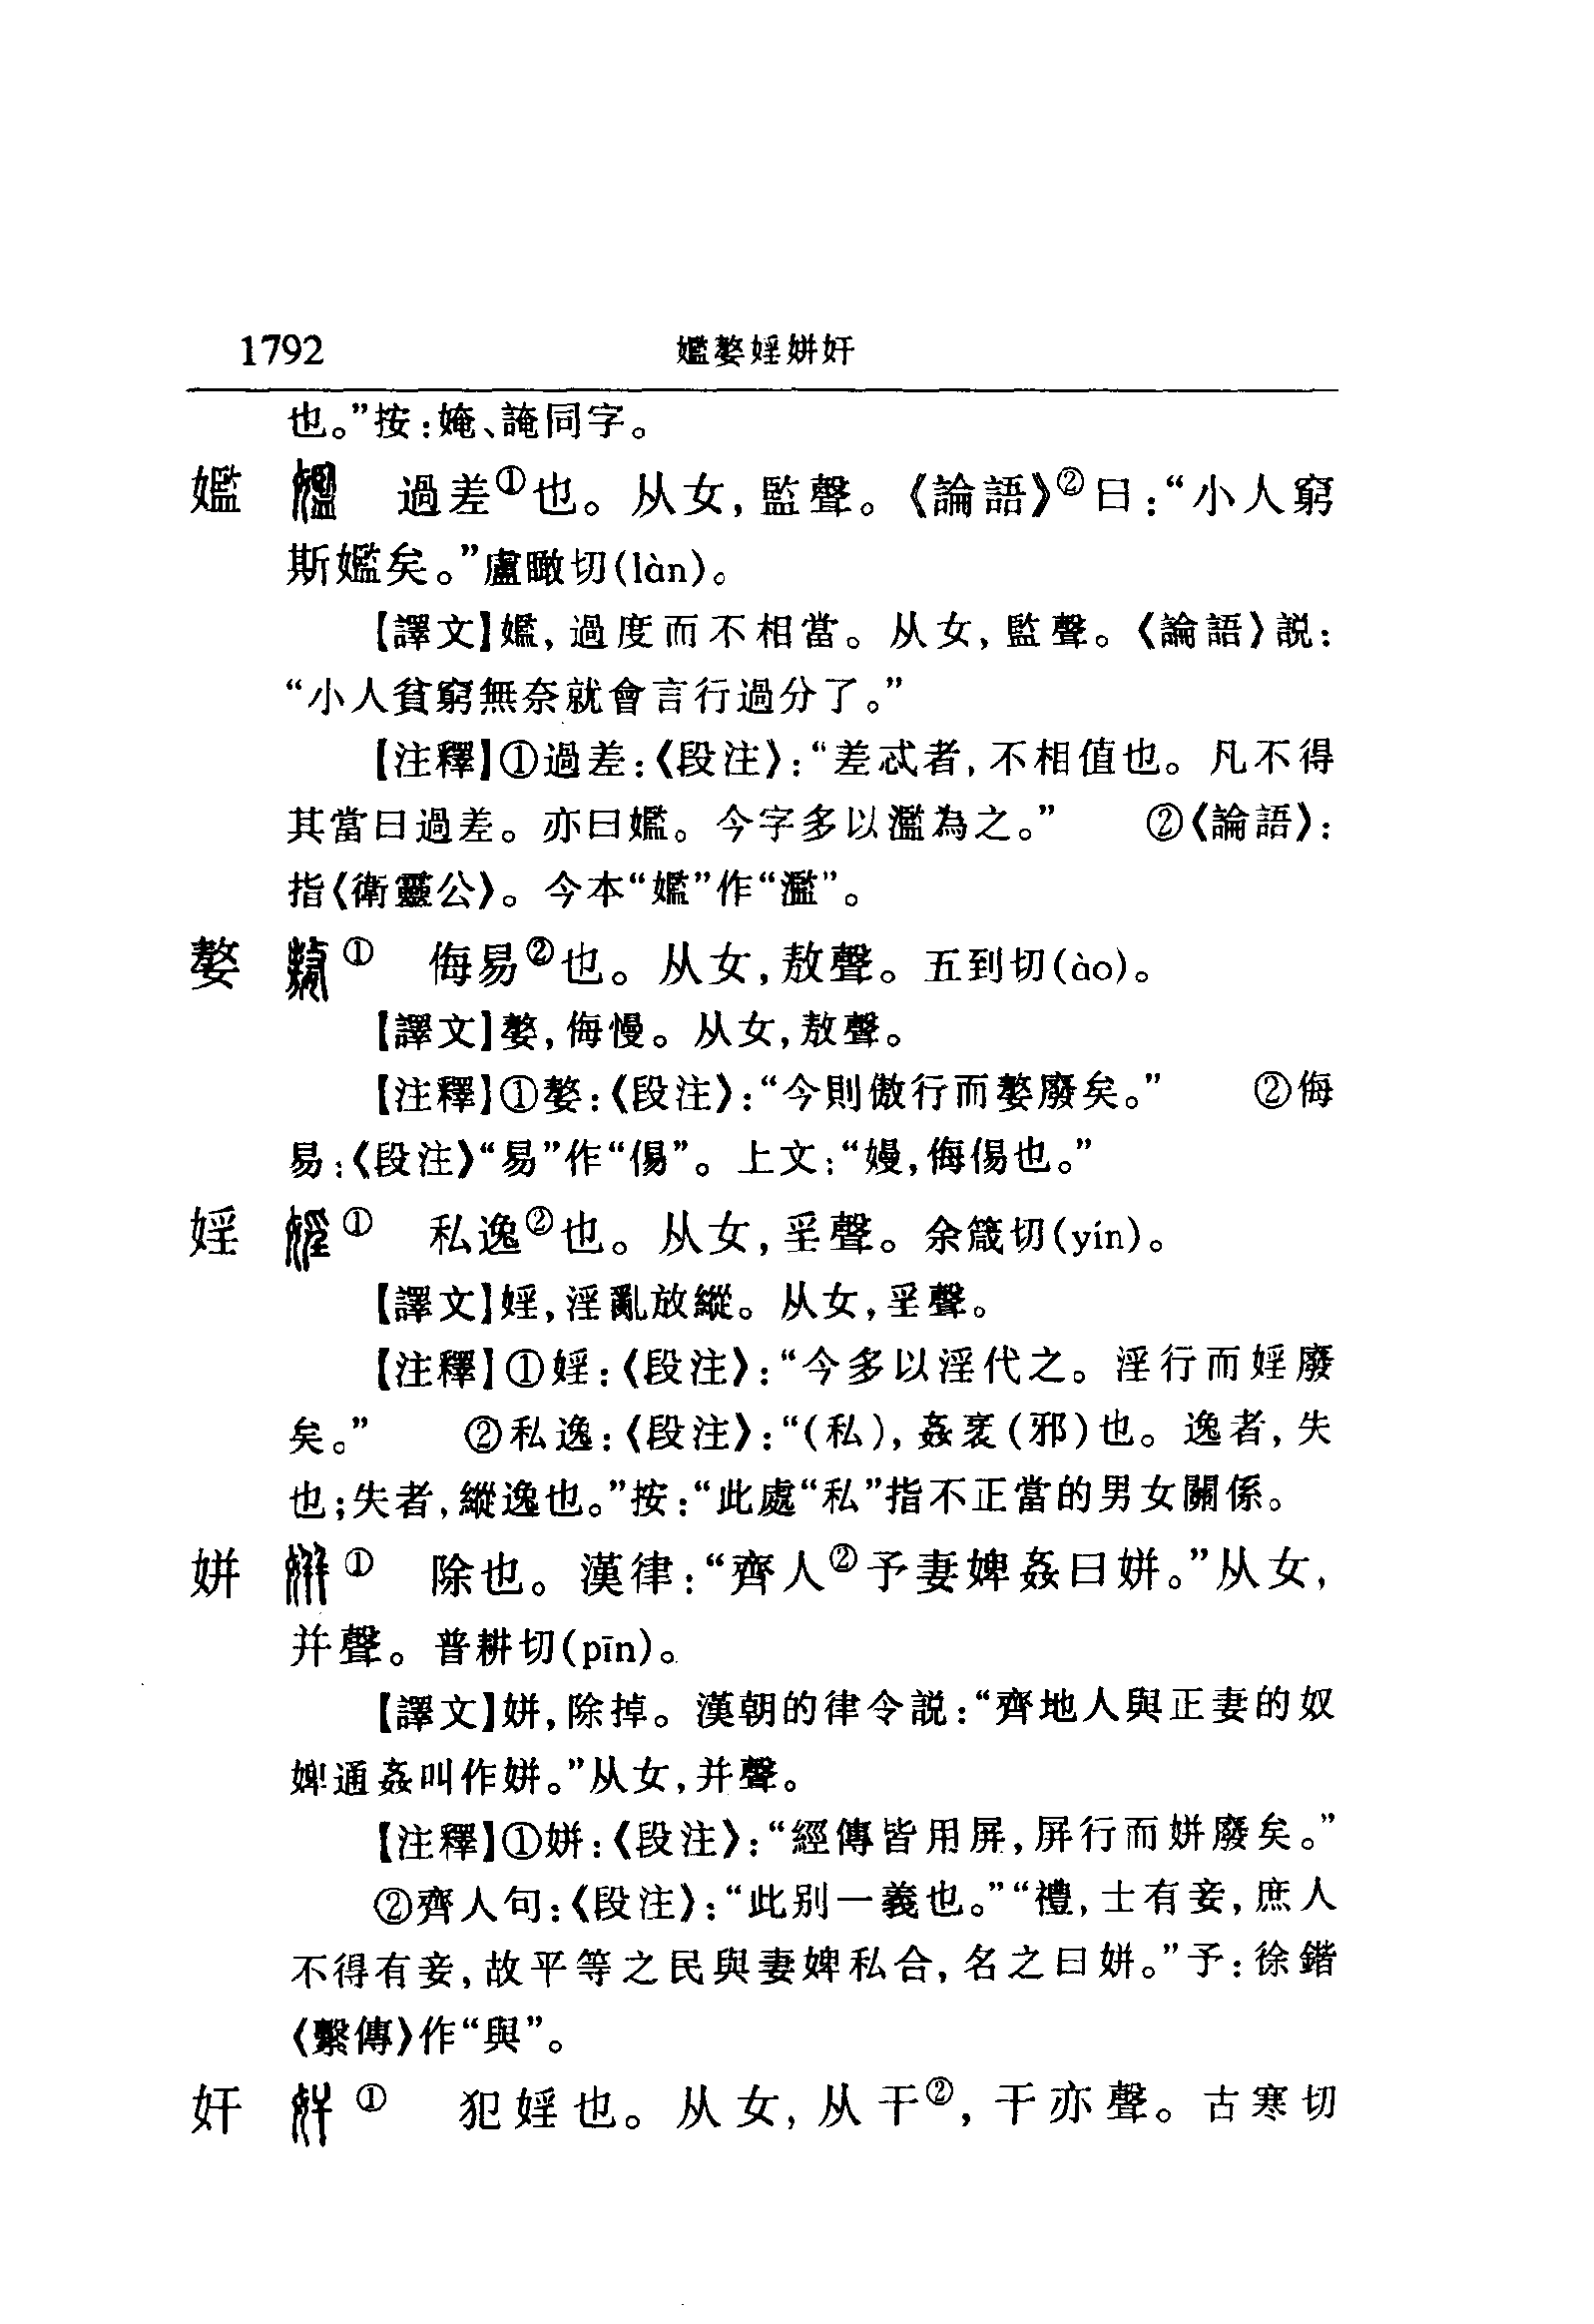 1792 嬤嫯婬姘奸
也。”按:媕、䛳同字。
㜮 過差①也。从女,監聲。《論語》②曰:“小人窮
斯㜮矣。”盧瞰切(làn)。
【譯文】㜮,過度而不相當。从女,監聲。《論語》説:
“小人貧窮無奈就會言行過分了。”
【注釋】①過差:《段注》:“差忒者,不相值也。凡不得
其當曰過差。亦曰㜮。今字多以濫為之。” ②《論語》:
指《衛靈公》。今本“㜮”作“濫”。
嫯 ① 侮易②也。从女,敖聲。五到切(ào)。
【譯文】嫯,侮慢。从女,敖聲。
【注釋】①嫯:《段注》:“今則傲行而嫯廢矣。” ②侮
易:《段注》“易”作“傷”。上文:“嫚,侮傷也。”
婬 ① 私逸②也。从女,㸒聲。余箴切(yín)。
【譯文】婬,淫亂放縱。从女,㸒聲。
【注釋】①婬:《段注》:“今多以淫代之。淫行而婬廢
矣。” ②私逸:《段注》:“(私),姦衺(邪)也。逸者,失
也;失者,縱逸也。”按:“此處“私”指不正當的男女關係。
姘 ① 除也。漢律:“齊人②予妻婢姦曰姘。”从女,
并聲。普耕切(pīn)。
【譯文】姘,除掉。漢朝的律令説:“齊地人與正妻的奴
婢通姦叫作姘。”从女,并聲。
【注釋】①姘:《段注》:“經傳皆用屏,屏行而姘廢矣。”
②齊人句:《段注》:“此别一義也。”“禮,士有妾,庶人
不得有妾,故平等之民與妻婢私合,名之曰姘。”予:徐鍇
《繫傳》作“與”。
奸 ① 犯婬也。从女,从干②,干亦聲。古寒切